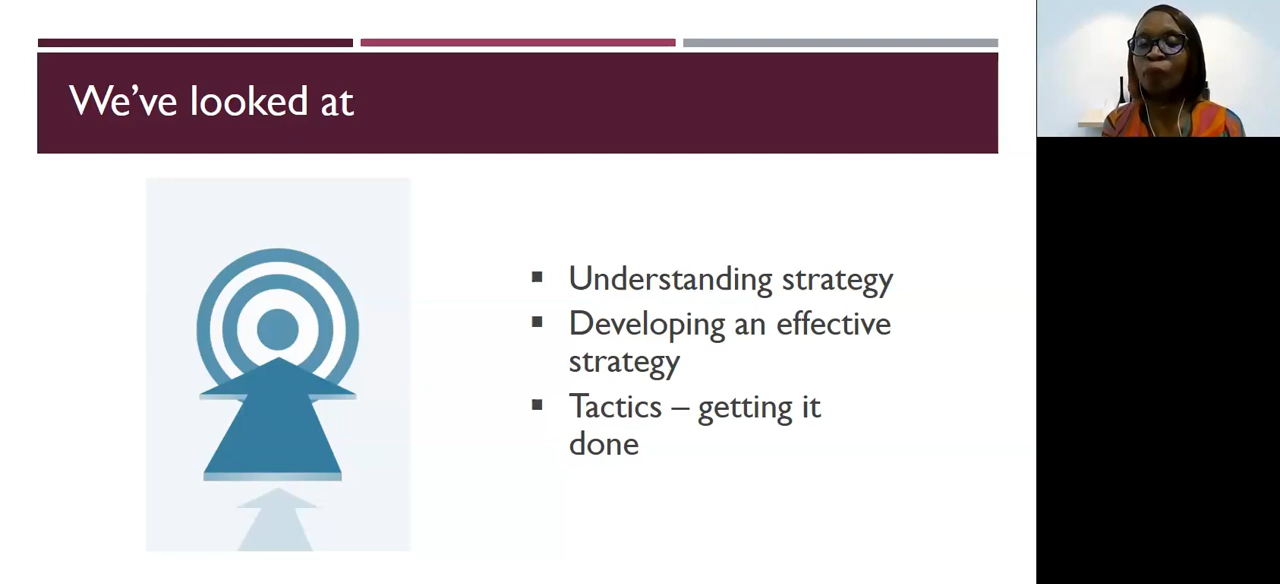 We've looked at
▪ Understanding strategy
▪ Developing an effective
strategy
▪ Tactics – getting it
done